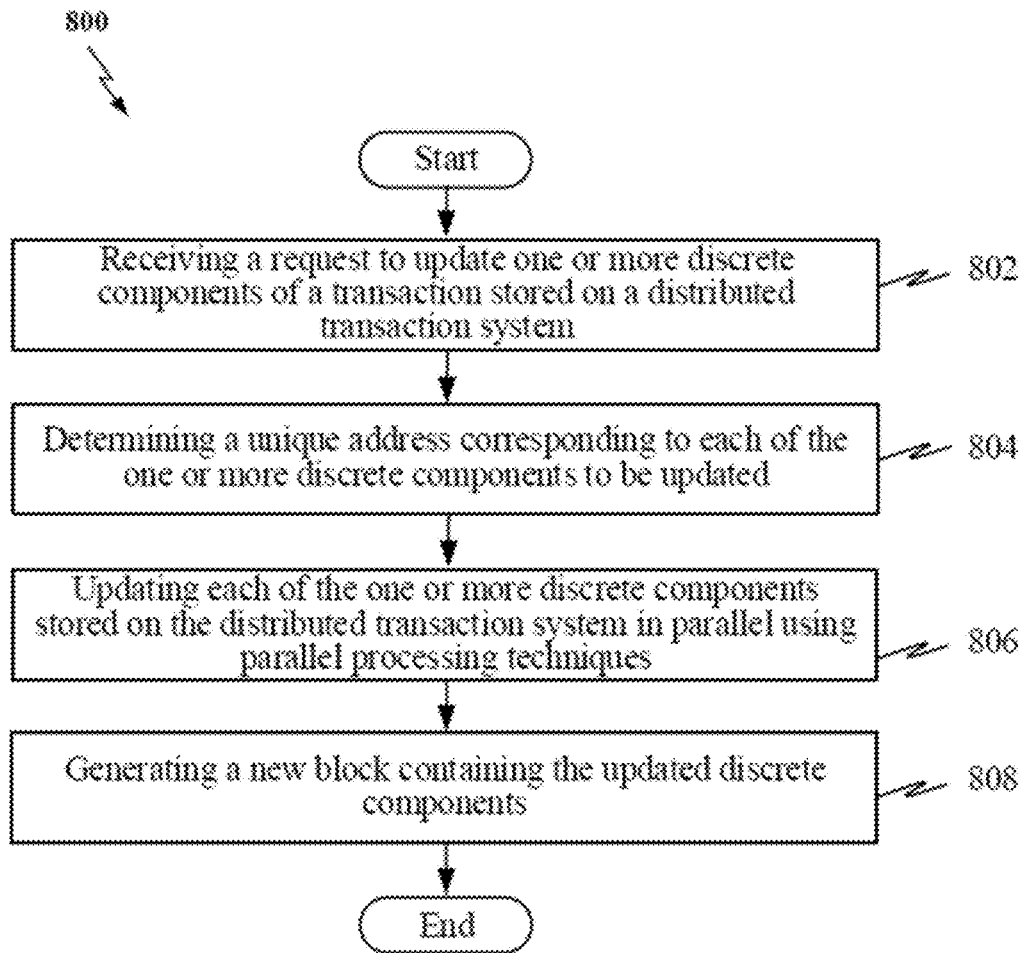 800
Start
Receiving a request to update one or more discrete
components of a transaction stored on a distributed
transaction system
802
Determining a unique address corresponding to each of the
one or more discrete components to be updated
804
Updating each of the one or more discrete components
stored on the distributed transaction system in parallel using
parallel processing techniques
806
Generating a new block containing the updated discrete
components
808
End